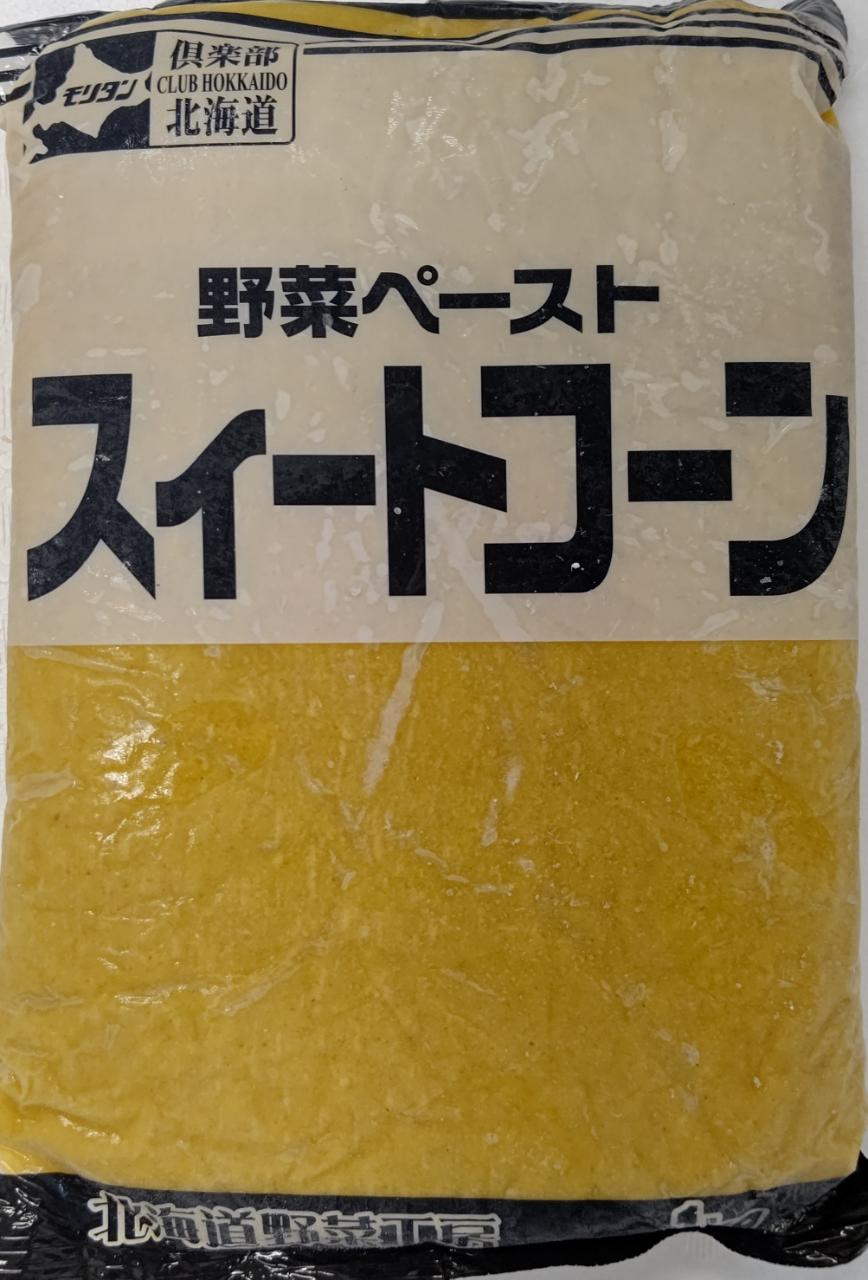 モリタン
倶楽部
CLUB HOKKAIDO
北海道
野菜ペースト
スイートコーン
北海道野菜工房